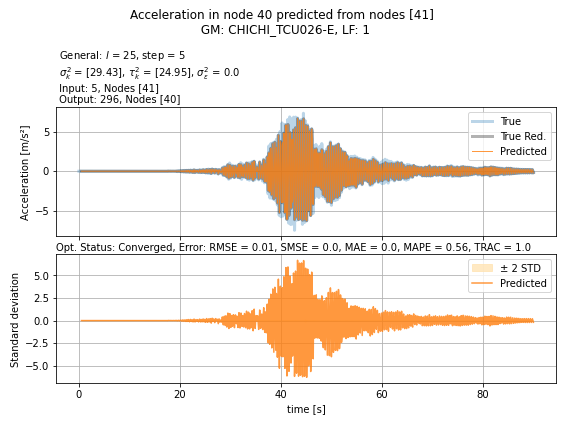 Acceleration in node 40 predicted from nodes [41]
GM: CHICHI_TCU026-E, LF: 1
General: l = 25, step = 5
σ²ₖ = [29.43], τ²ₖ = [24.95], σ²ε = 0.0
Input: 5, Nodes [41]
Output: 296, Nodes [40]
Acceleration [m/s²]
5
0
−5
True
True Red.
Predicted
Opt. Status: Converged, Error: RMSE = 0.01, SMSE = 0.0, MAE = 0.0, MAPE = 0.56, TRAC = 1.0
Standard deviation
5.0
2.5
0.0
−2.5
−5.0
± 2 STD
Predicted
0 20 40 60 80
time [s]